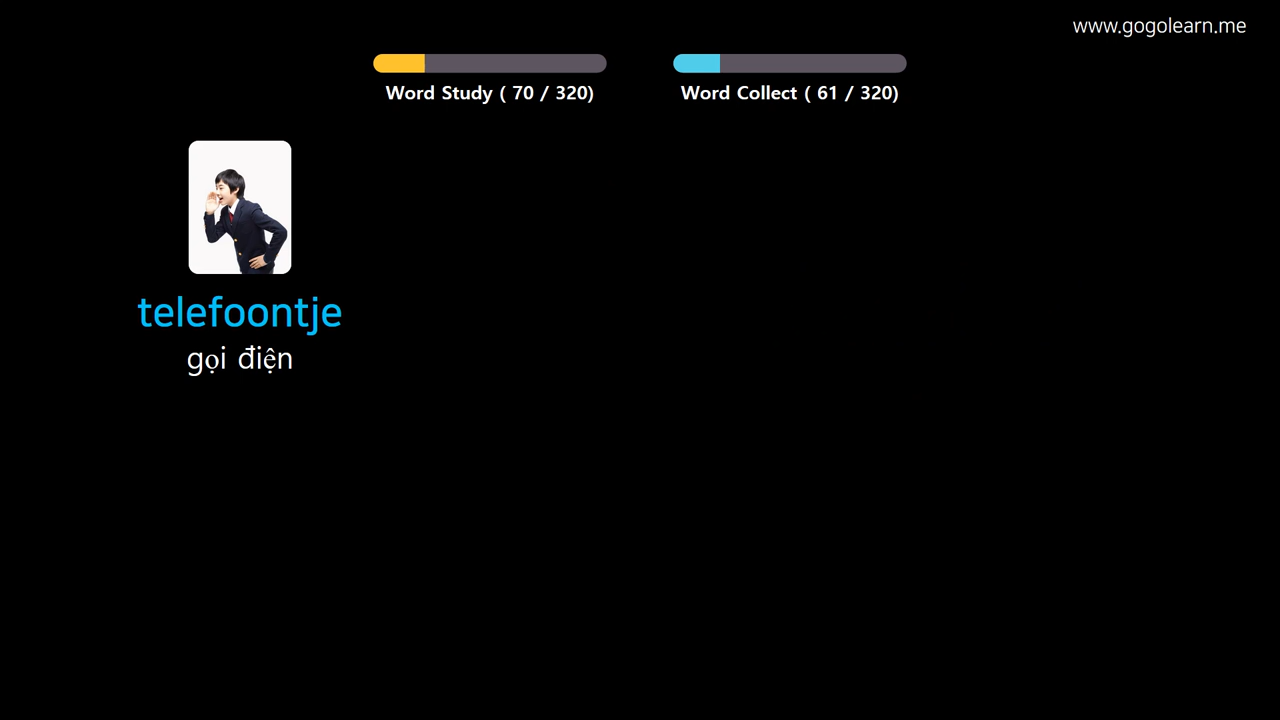 www.gogolearn.me
Word Study ( 70 / 320)
Word Collect ( 61 / 320)
telefoontje
gọi điện